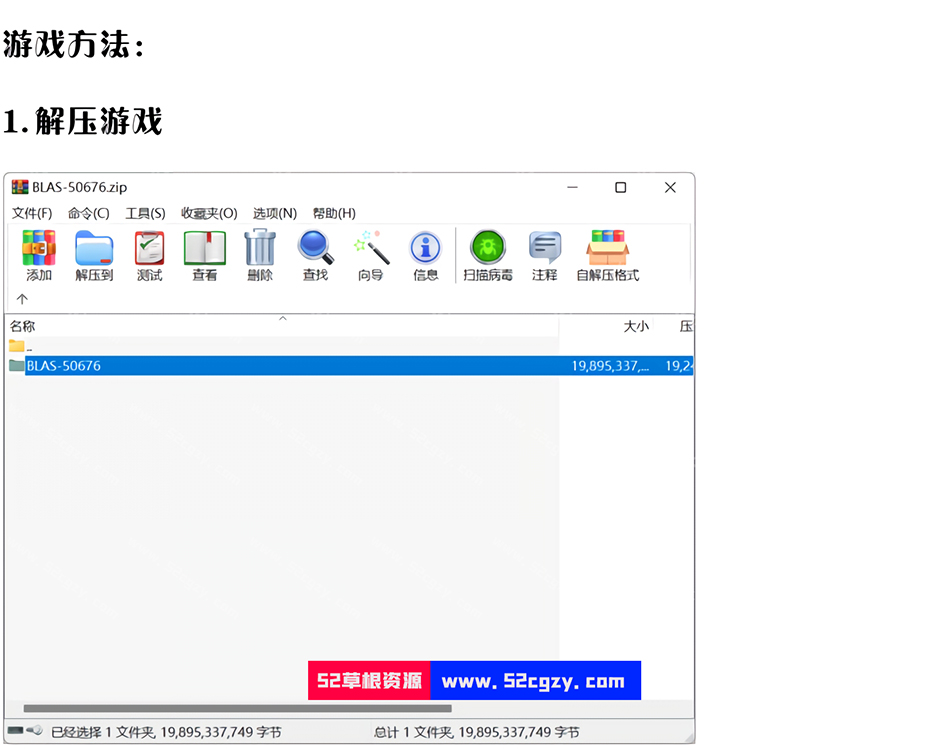 游戏方法：
1.解压游戏
BLAS-50676.zip
文件(F) 命令(C) 工具(S) 收藏夹(O) 选项(N) 帮助(H)
添加 解压到 测试 查看 删除 查找 向导 信息 扫描病毒 注释 自解压格式
名称 大小 压
..
BLAS-50676 19,895,337,... 19,24
52草根资源 www.52cgzy.com
已经选择 1 文件夹, 19,895,337,749 字节 总计 1 文件夹, 19,895,337,749 字节